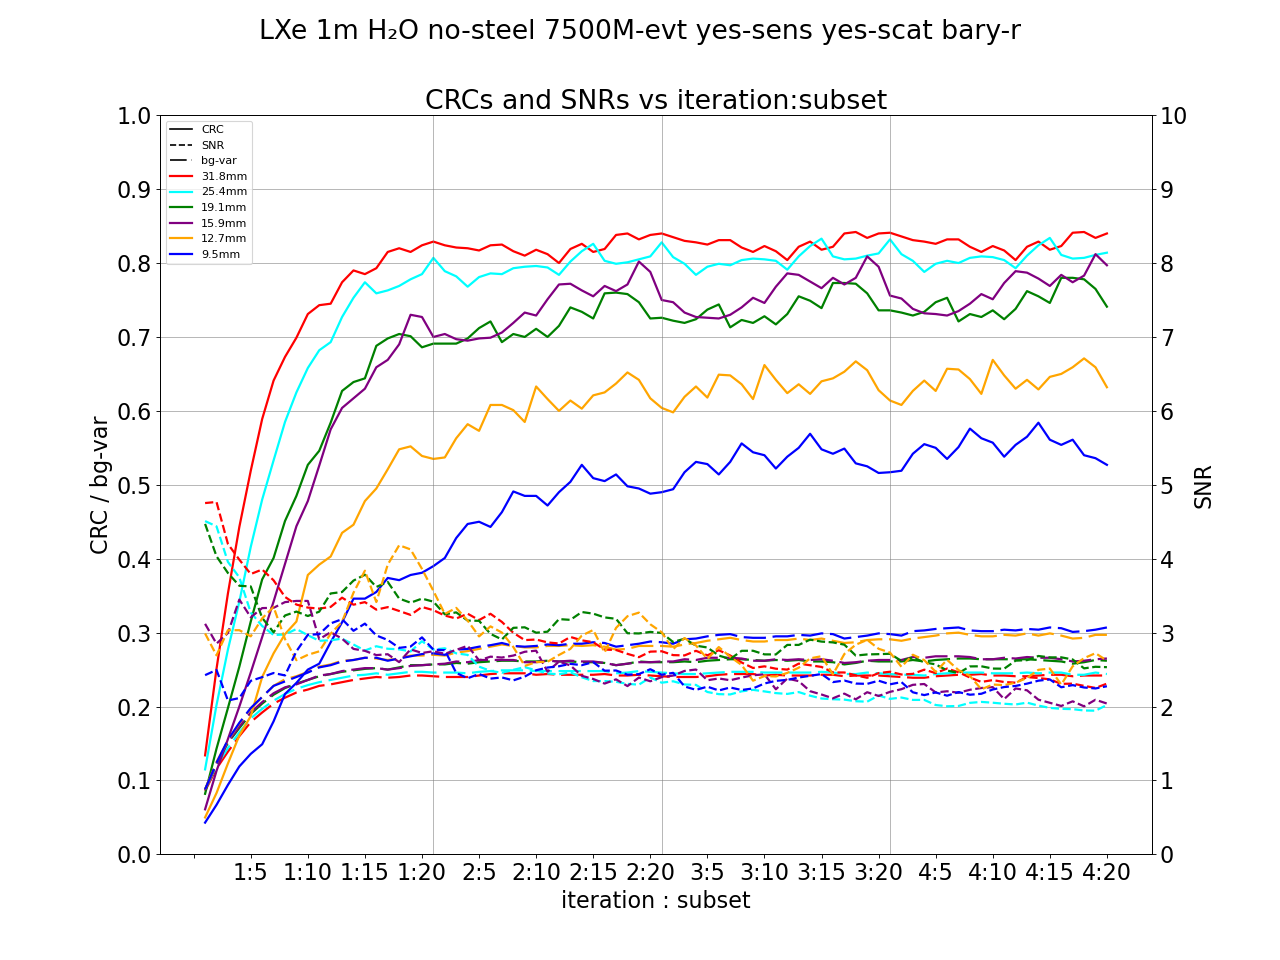 LXe 1m H₂O no-steel 7500M-evt yes-sens yes-scat bary-r
CRCs and SNRs vs iteration:subset
CRC
SNR
bg-var
31.8mm
25.4mm
19.1mm
15.9mm
12.7mm
9.5mm
1.0
0.9
0.8
0.7
0.6
0.5
0.4
0.3
0.2
0.1
0.0
CRC / bg-var
10
9
8
7
6
5
4
3
2
1
0
SNR
1:5 1:10 1:15 1:20 2:5 2:10 2:15 2:20 3:5 3:10 3:15 3:20 4:5 4:10 4:15 4:20
iteration : subset